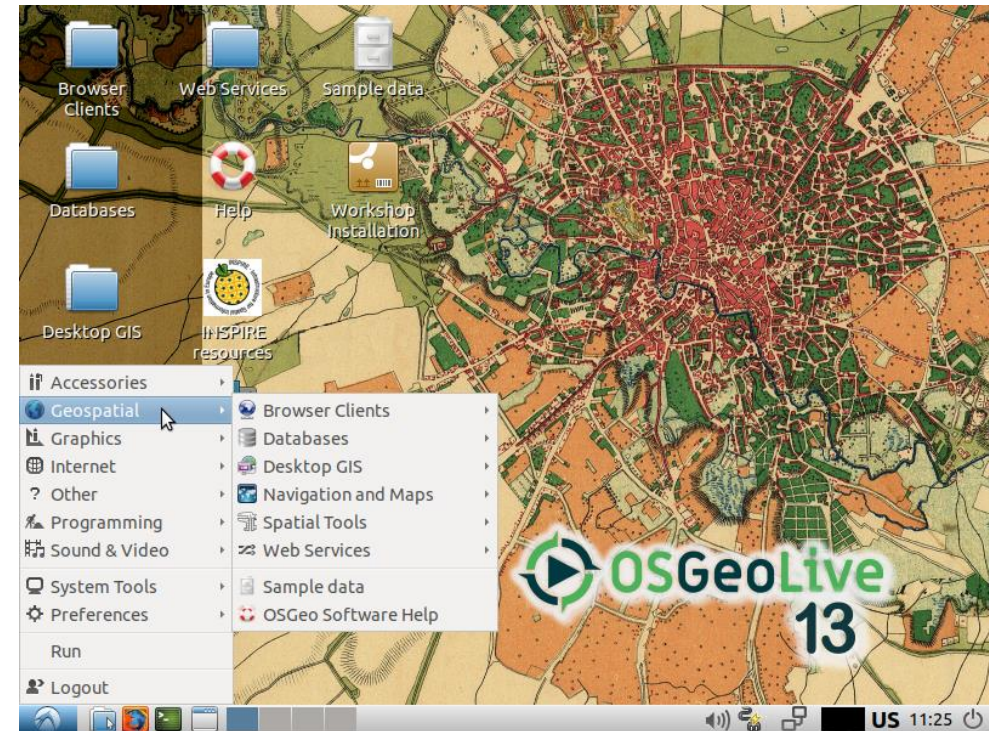 Browser
Clients
Web Services
Sample data
Databases
Help
Workshop
Installation
Desktop GIS
INSPIRE
resources
Accessories
Geospatial
Graphics
Internet
? Other
Programming
Sound & Video
System Tools
Preferences
Run
Logout
Browser Clients
Databases
Desktop GIS
Navigation and Maps
Spatial Tools
Web Services
Sample data
OSGeo Software Help
OSGeoLive
13
US 11:25